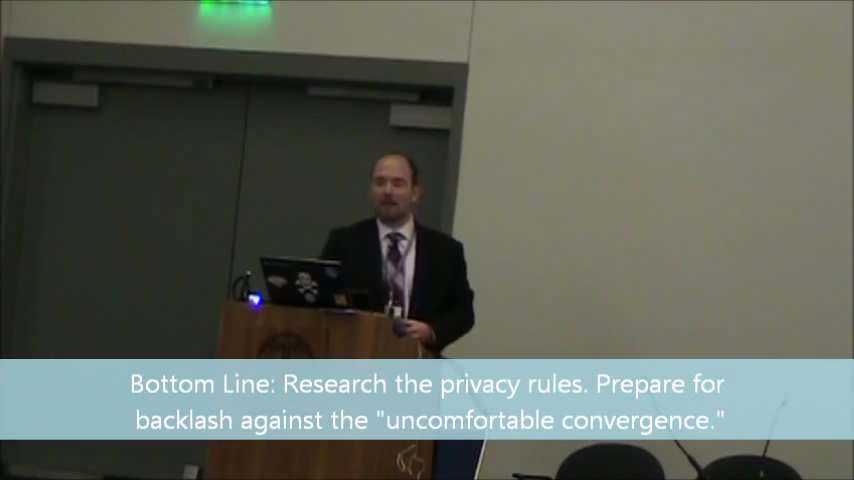 Bottom Line: Research the privacy rules. Prepare for
backlash against the "uncomfortable convergence."